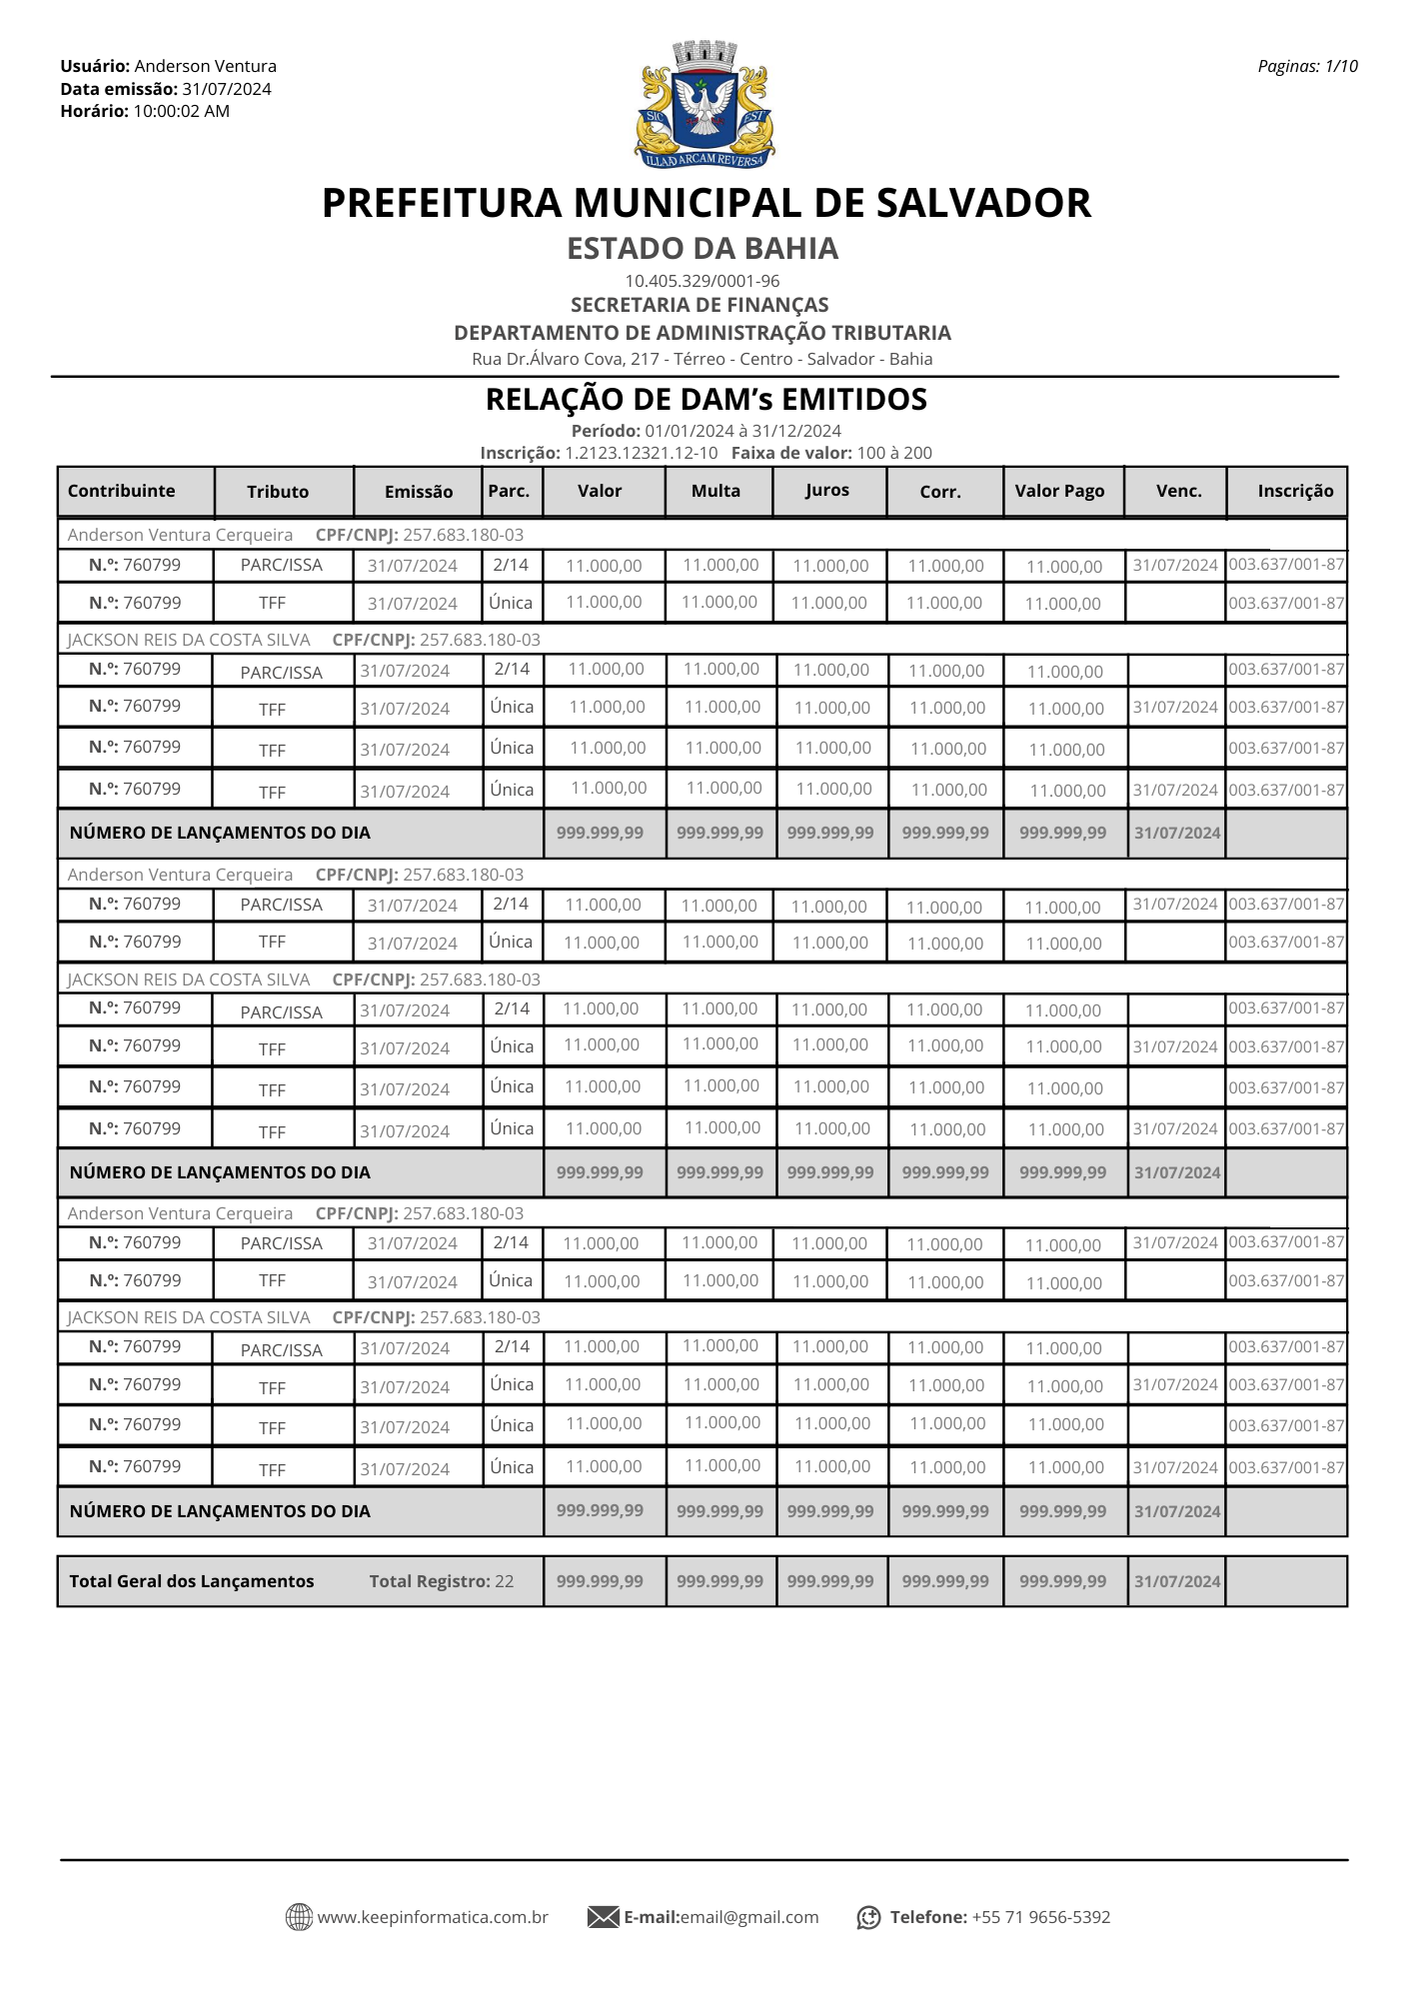 Usuário: Anderson Ventura
Paginas: 1/10
Data emissão: 31/07/2024
Horário: 10:00:02 AM
SIC EST
ILLA AD ARCAM REVERSA
PREFEITURA MUNICIPAL DE SALVADOR
ESTADO DA BAHIA
10.405.329/0001-96
SECRETARIA DE FINANÇAS
DEPARTAMENTO DE ADMINISTRAÇÃO TRIBUTARIA
Rua Dr.Álvaro Cova, 217 - Térreo - Centro - Salvador - Bahia
RELAÇÃO DE DAM’s EMITIDOS
Período: 01/01/2024 à 31/12/2024
Inscrição: 1.2123.12321.12-10 Faixa de valor: 100 à 200
Contribuinte Tributo Emissão Parc. Valor Multa Juros Corr. Valor Pago Venc. Inscrição
Anderson Ventura Cerqueira CPF/CNPJ: 257.683.180-03
N.º: 760799 PARC/ISSA 31/07/2024 2/14 11.000,00 11.000,00 11.000,00 11.000,00 11.000,00 31/07/2024 003.637/001-87
N.º: 760799 TFF 31/07/2024 Única 11.000,00 11.000,00 11.000,00 11.000,00 11.000,00 003.637/001-87
JACKSON REIS DA COSTA SILVA CPF/CNPJ: 257.683.180-03
N.º: 760799 PARC/ISSA 31/07/2024 2/14 11.000,00 11.000,00 11.000,00 11.000,00 11.000,00 003.637/001-87
N.º: 760799 TFF 31/07/2024 Única 11.000,00 11.000,00 11.000,00 11.000,00 11.000,00 31/07/2024 003.637/001-87
N.º: 760799 TFF 31/07/2024 Única 11.000,00 11.000,00 11.000,00 11.000,00 11.000,00 003.637/001-87
N.º: 760799 TFF 31/07/2024 Única 11.000,00 11.000,00 11.000,00 11.000,00 11.000,00 31/07/2024 003.637/001-87
NÚMERO DE LANÇAMENTOS DO DIA 999.999,99 999.999,99 999.999,99 999.999,99 999.999,99 31/07/2024
Anderson Ventura Cerqueira CPF/CNPJ: 257.683.180-03
N.º: 760799 PARC/ISSA 31/07/2024 2/14 11.000,00 11.000,00 11.000,00 11.000,00 11.000,00 31/07/2024 003.637/001-87
N.º: 760799 TFF 31/07/2024 Única 11.000,00 11.000,00 11.000,00 11.000,00 11.000,00 003.637/001-87
JACKSON REIS DA COSTA SILVA CPF/CNPJ: 257.683.180-03
N.º: 760799 PARC/ISSA 31/07/2024 2/14 11.000,00 11.000,00 11.000,00 11.000,00 11.000,00 003.637/001-87
N.º: 760799 TFF 31/07/2024 Única 11.000,00 11.000,00 11.000,00 11.000,00 11.000,00 31/07/2024 003.637/001-87
N.º: 760799 TFF 31/07/2024 Única 11.000,00 11.000,00 11.000,00 11.000,00 11.000,00 003.637/001-87
N.º: 760799 TFF 31/07/2024 Única 11.000,00 11.000,00 11.000,00 11.000,00 11.000,00 31/07/2024 003.637/001-87
NÚMERO DE LANÇAMENTOS DO DIA 999.999,99 999.999,99 999.999,99 999.999,99 999.999,99 31/07/2024
Anderson Ventura Cerqueira CPF/CNPJ: 257.683.180-03
N.º: 760799 PARC/ISSA 31/07/2024 2/14 11.000,00 11.000,00 11.000,00 11.000,00 11.000,00 31/07/2024 003.637/001-87
N.º: 760799 TFF 31/07/2024 Única 11.000,00 11.000,00 11.000,00 11.000,00 11.000,00 003.637/001-87
JACKSON REIS DA COSTA SILVA CPF/CNPJ: 257.683.180-03
N.º: 760799 PARC/ISSA 31/07/2024 2/14 11.000,00 11.000,00 11.000,00 11.000,00 11.000,00 003.637/001-87
N.º: 760799 TFF 31/07/2024 Única 11.000,00 11.000,00 11.000,00 11.000,00 11.000,00 31/07/2024 003.637/001-87
N.º: 760799 TFF 31/07/2024 Única 11.000,00 11.000,00 11.000,00 11.000,00 11.000,00 003.637/001-87
N.º: 760799 TFF 31/07/2024 Única 11.000,00 11.000,00 11.000,00 11.000,00 11.000,00 31/07/2024 003.637/001-87
NÚMERO DE LANÇAMENTOS DO DIA 999.999,99 999.999,99 999.999,99 999.999,99 999.999,99 31/07/2024
Total Geral dos Lançamentos Total Registro: 22 999.999,99 999.999,99 999.999,99 999.999,99 999.999,99 31/07/2024
www.keepinformatica.com.br E-mail:email@gmail.com Telefone: +55 71 9656-5392